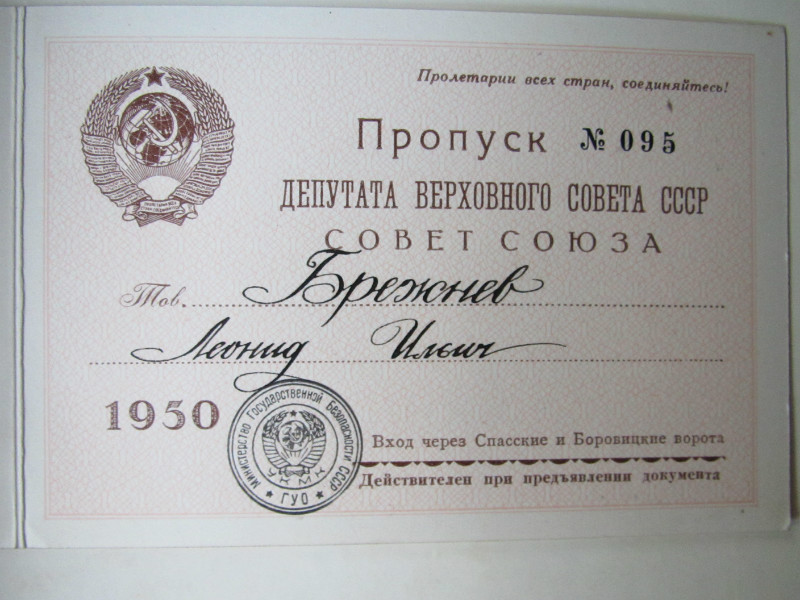 Пролетарии всех стран, соединяйтесь!
Пропуск № 095
ДЕПУТАТА ВЕРХОВНОГО СОВЕТА СССР
СОВЕТ СОЮЗА
Тов. Брежнев
Леонид Ильич
1950
Министерство Государственной Безопасности СССР
УКМК
ГУО
Вход через Спасские и Боровицкие ворота
Действителен при предъявлении документа